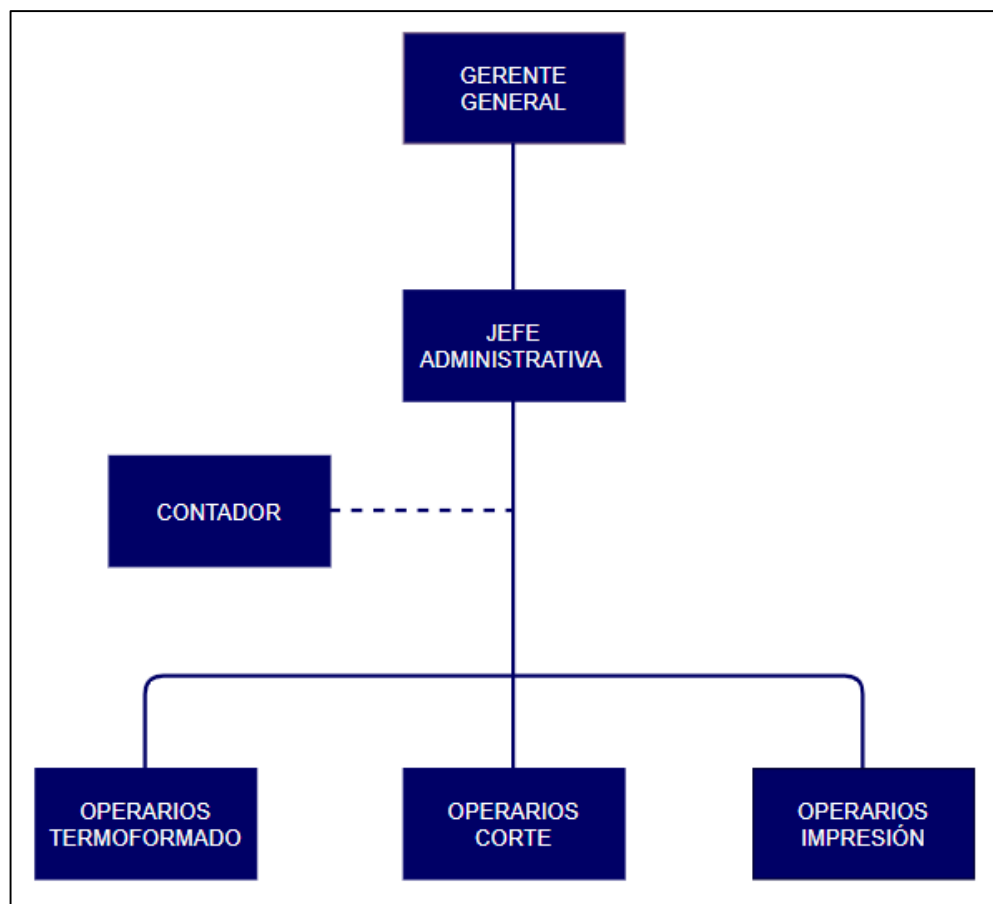 GERENTE
GENERAL
JEFE
ADMINISTRATIVA
CONTADOR
OPERARIOS
TERMOFORMADO
OPERARIOS
CORTE
OPERARIOS
IMPRESIÓN